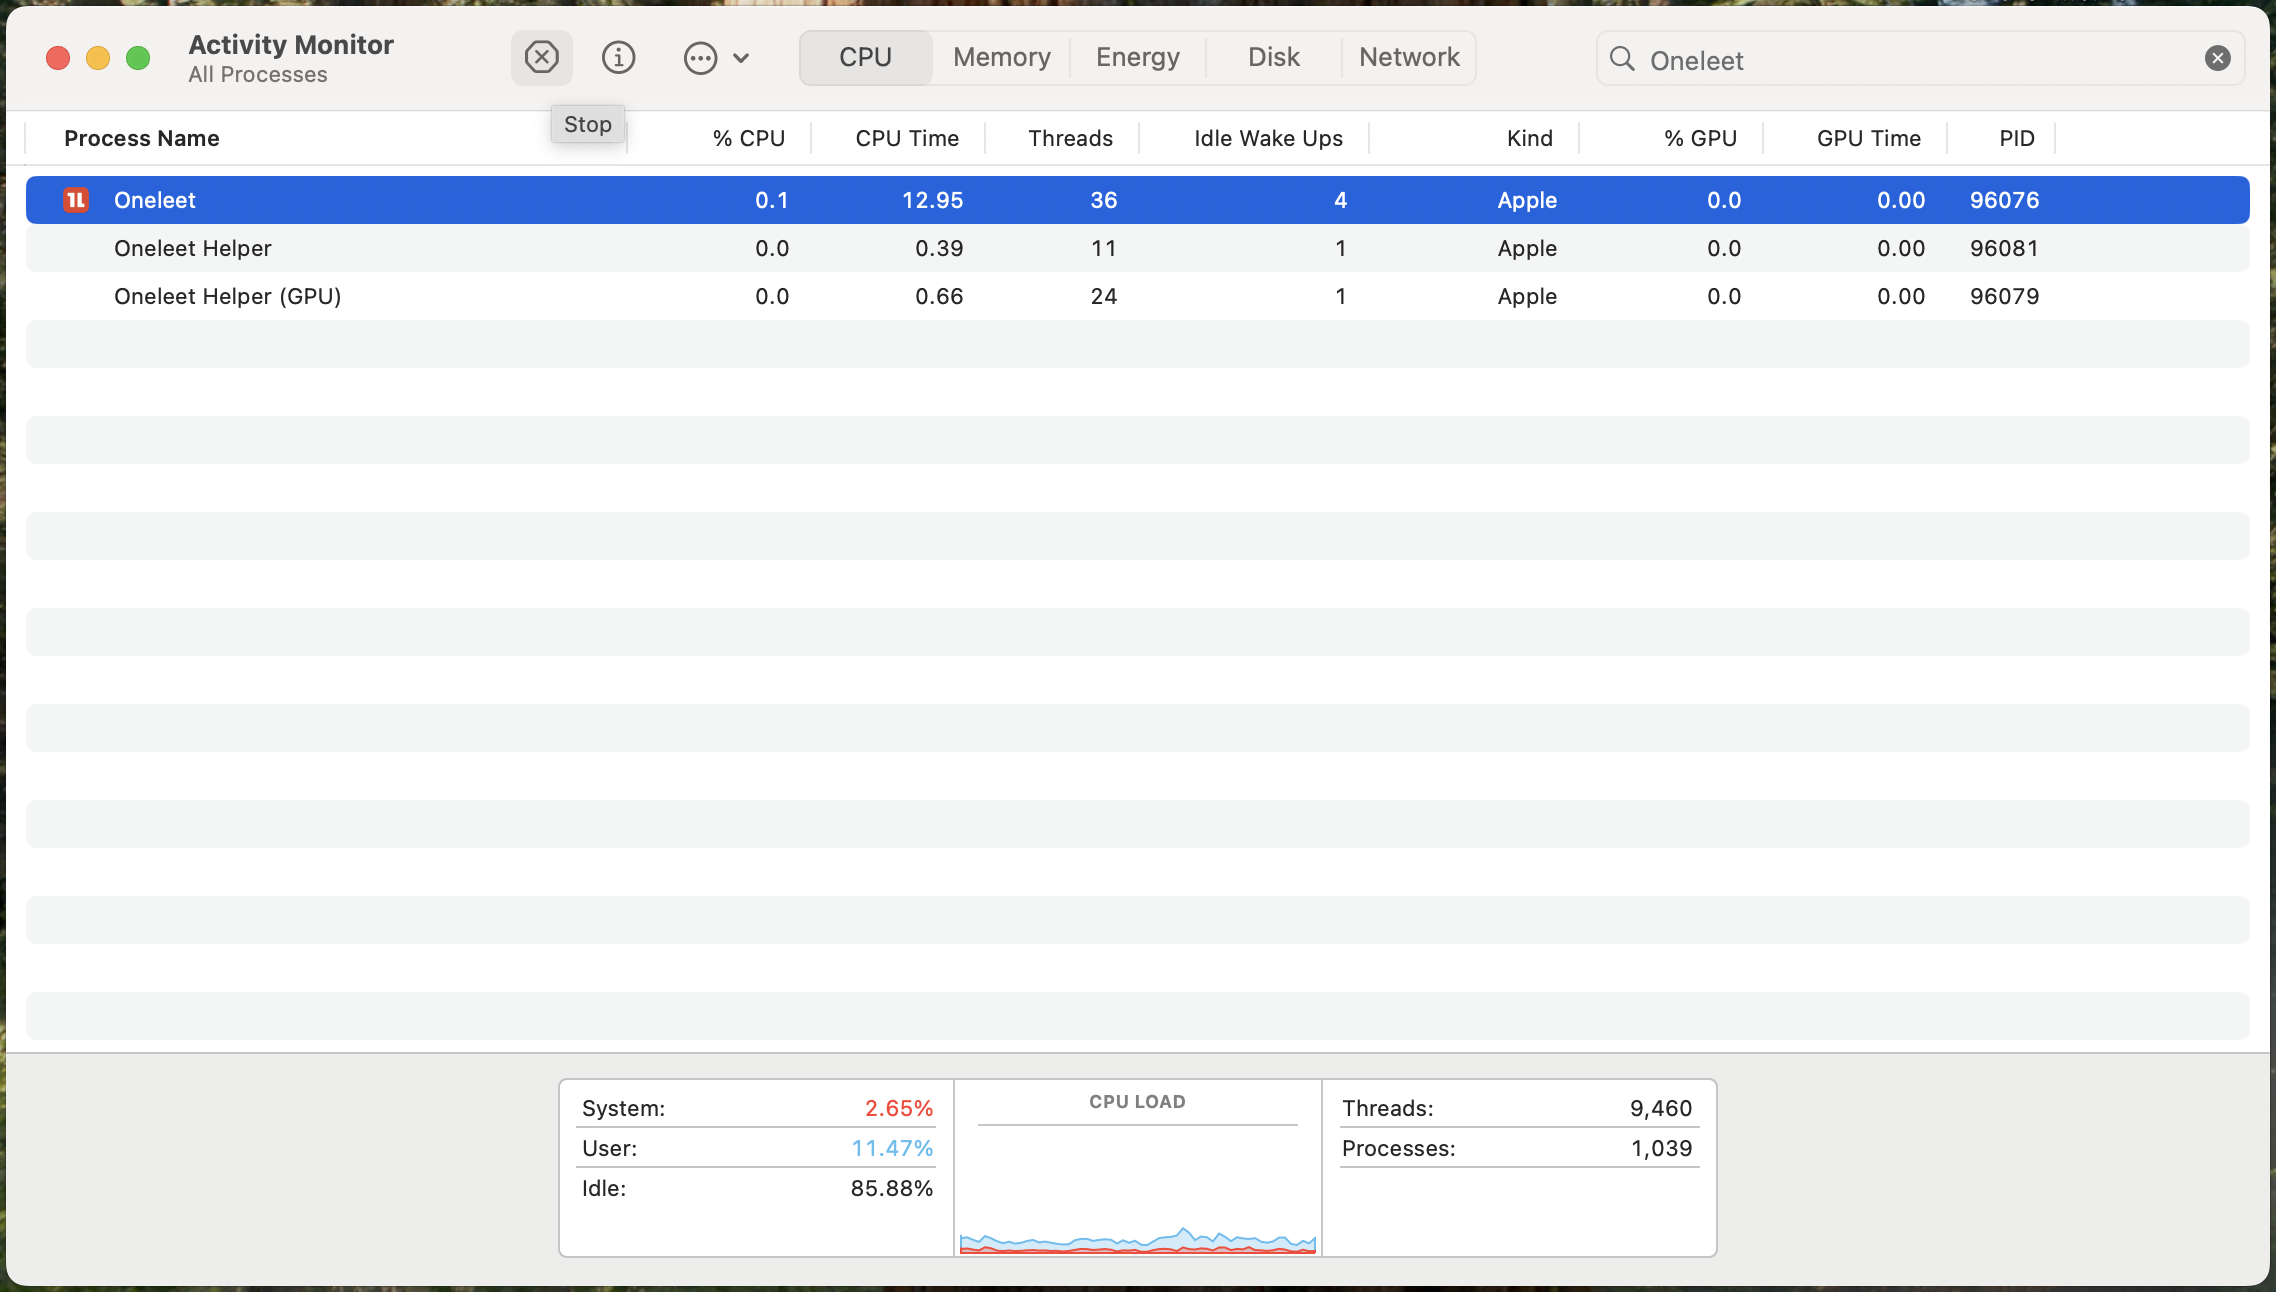 Activity Monitor
All Processes
CPU
Memory
Energy
Disk
Network
Oneleet
Stop
Process Name % CPU CPU Time Threads Idle Wake Ups Kind % GPU GPU Time PID
1L Oneleet 0.1 12.95 36 4 Apple 0.0 0.00 96076
Oneleet Helper 0.0 0.39 11 1 Apple 0.0 0.00 96081
Oneleet Helper (GPU) 0.0 0.66 24 1 Apple 0.0 0.00 96079
System: 2.65%
User: 11.47%
Idle: 85.88%
CPU LOAD
Threads: 9,460
Processes: 1,039